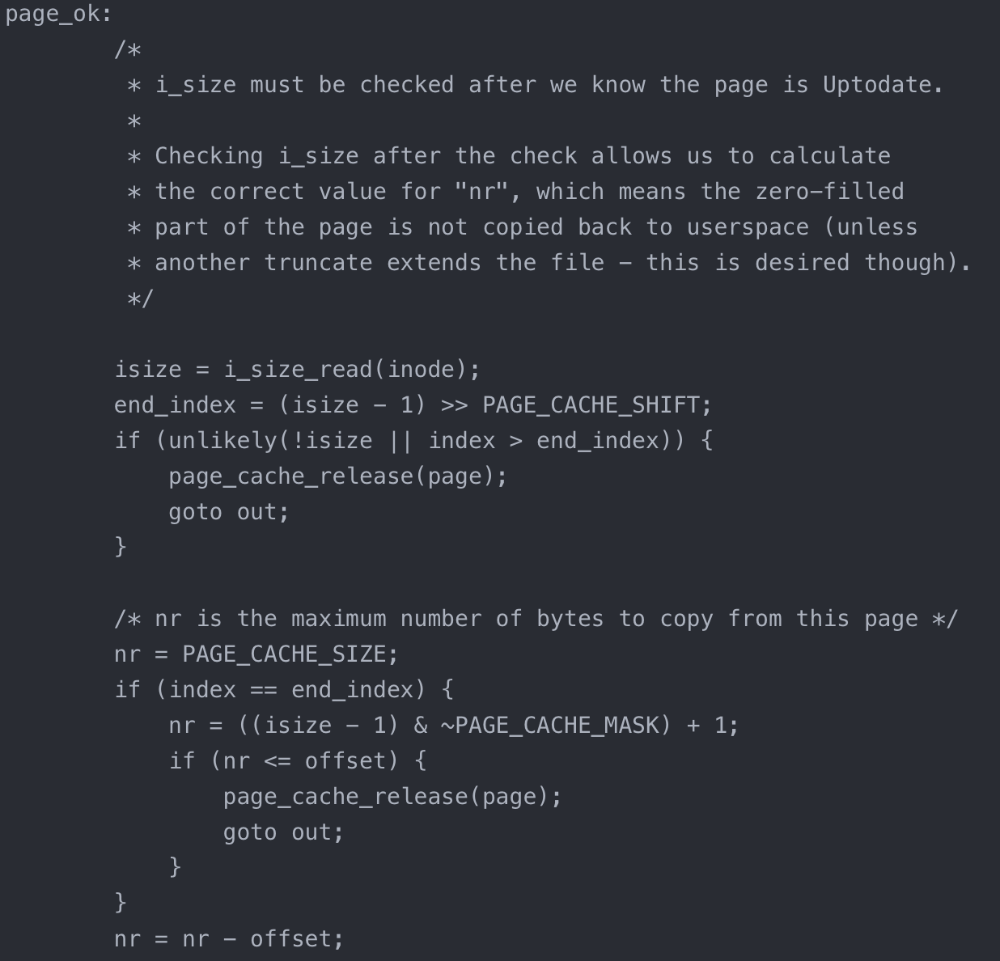 page_ok:
        /*
         * i_size must be checked after we know the page is Uptodate.
         *
         * Checking i_size after the check allows us to calculate
         * the correct value for "nr", which means the zero-filled
         * part of the page is not copied back to userspace (unless
         * another truncate extends the file - this is desired though).
         */

        isize = i_size_read(inode);
        end_index = (isize - 1) >> PAGE_CACHE_SHIFT;
        if (unlikely(!isize || index > end_index)) {
            page_cache_release(page);
            goto out;
        }

        /* nr is the maximum number of bytes to copy from this page */
        nr = PAGE_CACHE_SIZE;
        if (index == end_index) {
            nr = ((isize - 1) & ~PAGE_CACHE_MASK) + 1;
            if (nr <= offset) {
                page_cache_release(page);
                goto out;
            }
        }
        nr = nr - offset;